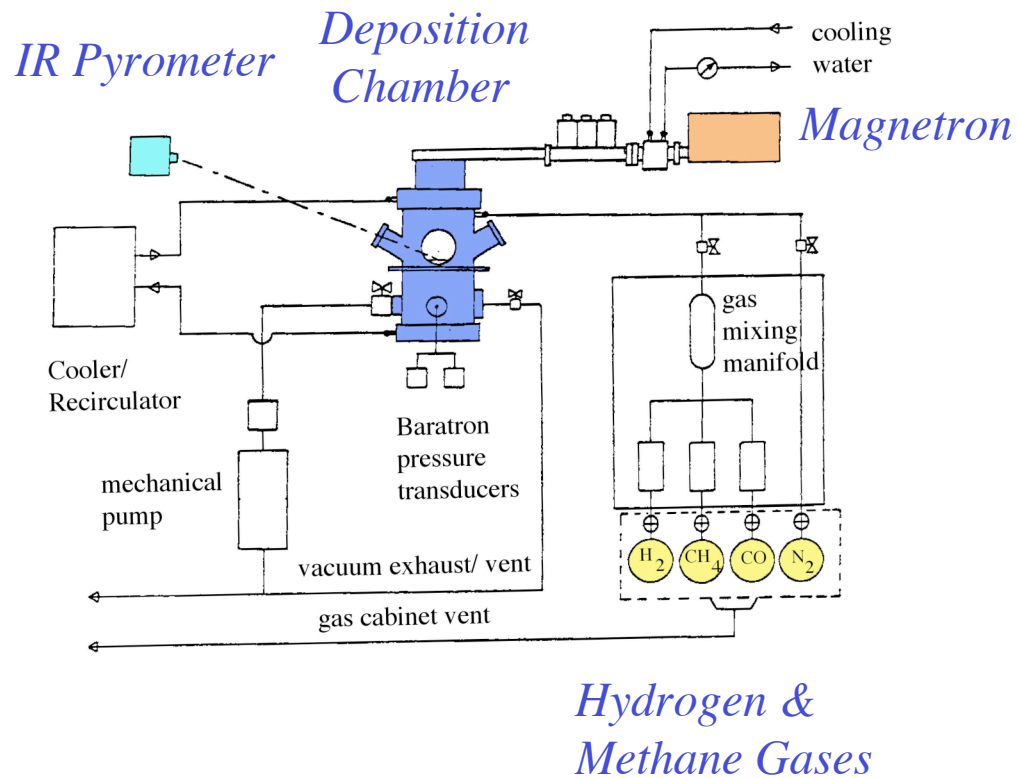 IR Pyrometer
Deposition
Chamber
cooling
water
Magnetron
gas
mixing
manifold
Cooler/
Recirculator
Baratron
pressure
transducers
mechanical
pump
H2
CH4
CO
N2
vacuum exhaust/ vent
gas cabinet vent
Hydrogen &
Methane Gases